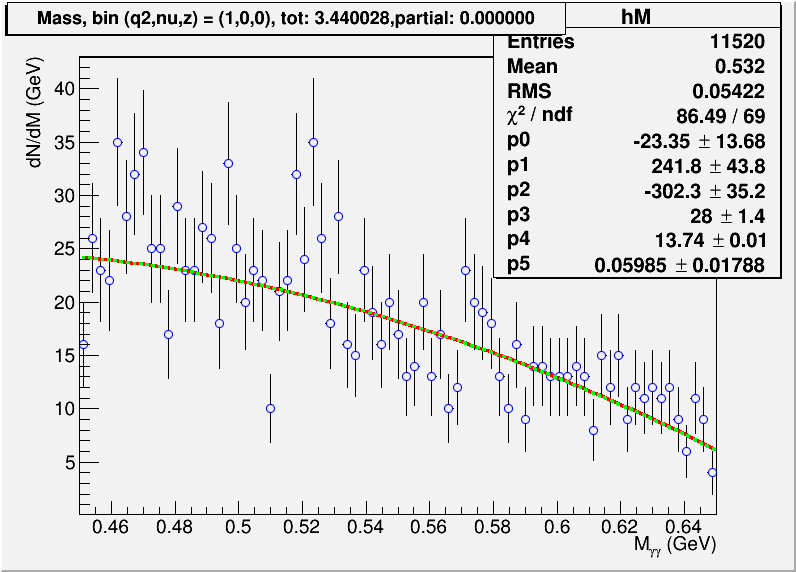 Mass, bin (q2,nu,z) = (1,0,0), tot: 3.440028,partial: 0.000000
hM
Entries 11520
Mean 0.532
RMS 0.05422
χ² / ndf 86.49 / 69
p0 -23.35 ± 13.68
p1 241.8 ± 43.8
p2 -302.3 ± 35.2
p3 28 ± 1.4
p4 13.74 ± 0.01
p5 0.05985 ± 0.01788
dN/dM (GeV)
40
35
30
25
20
15
10
5
0.46 0.48 0.5 0.52 0.54 0.56 0.58 0.6 0.62 0.64
Mγγ (GeV)